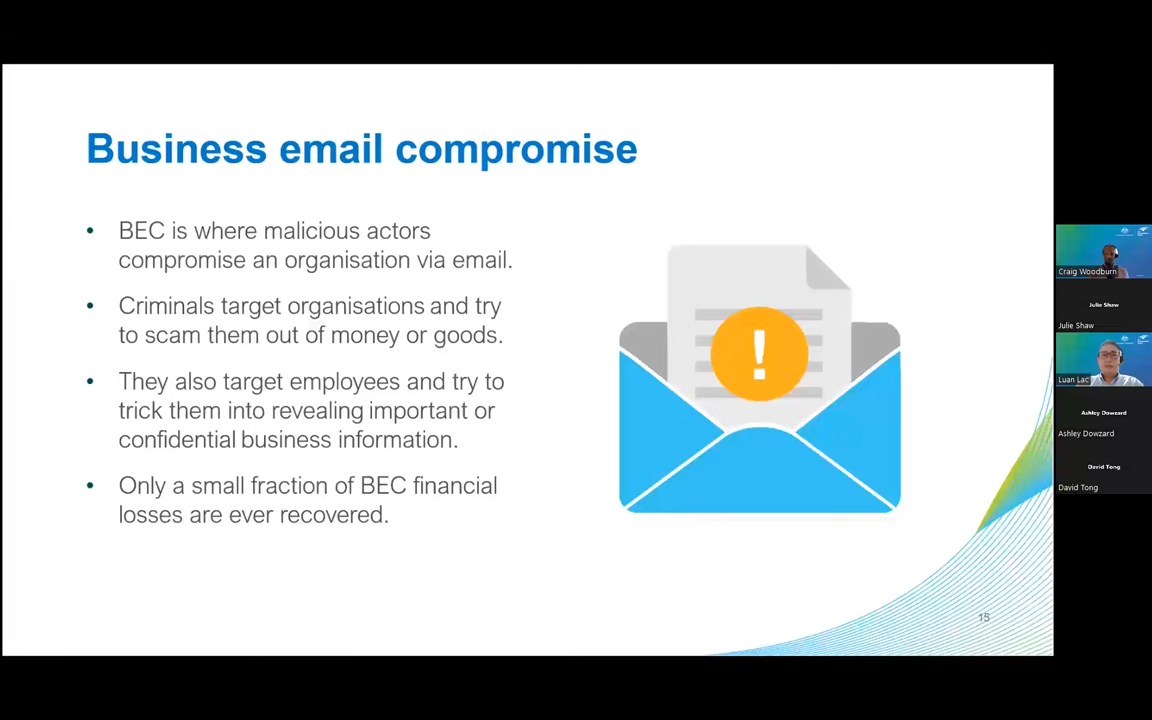 Business email compromise
• BEC is where malicious actors
compromise an organisation via email.
• Criminals target organisations and try
to scam them out of money or goods.
• They also target employees and try to
trick them into revealing important or
confidential business information.
• Only a small fraction of BEC financial
losses are ever recovered.
!
15
Craig Woodburn
Julie Shaw
Julie Shaw
Luan Lac
Ashley Dowzard
Ashley Dowzard
David Tong
David Tong